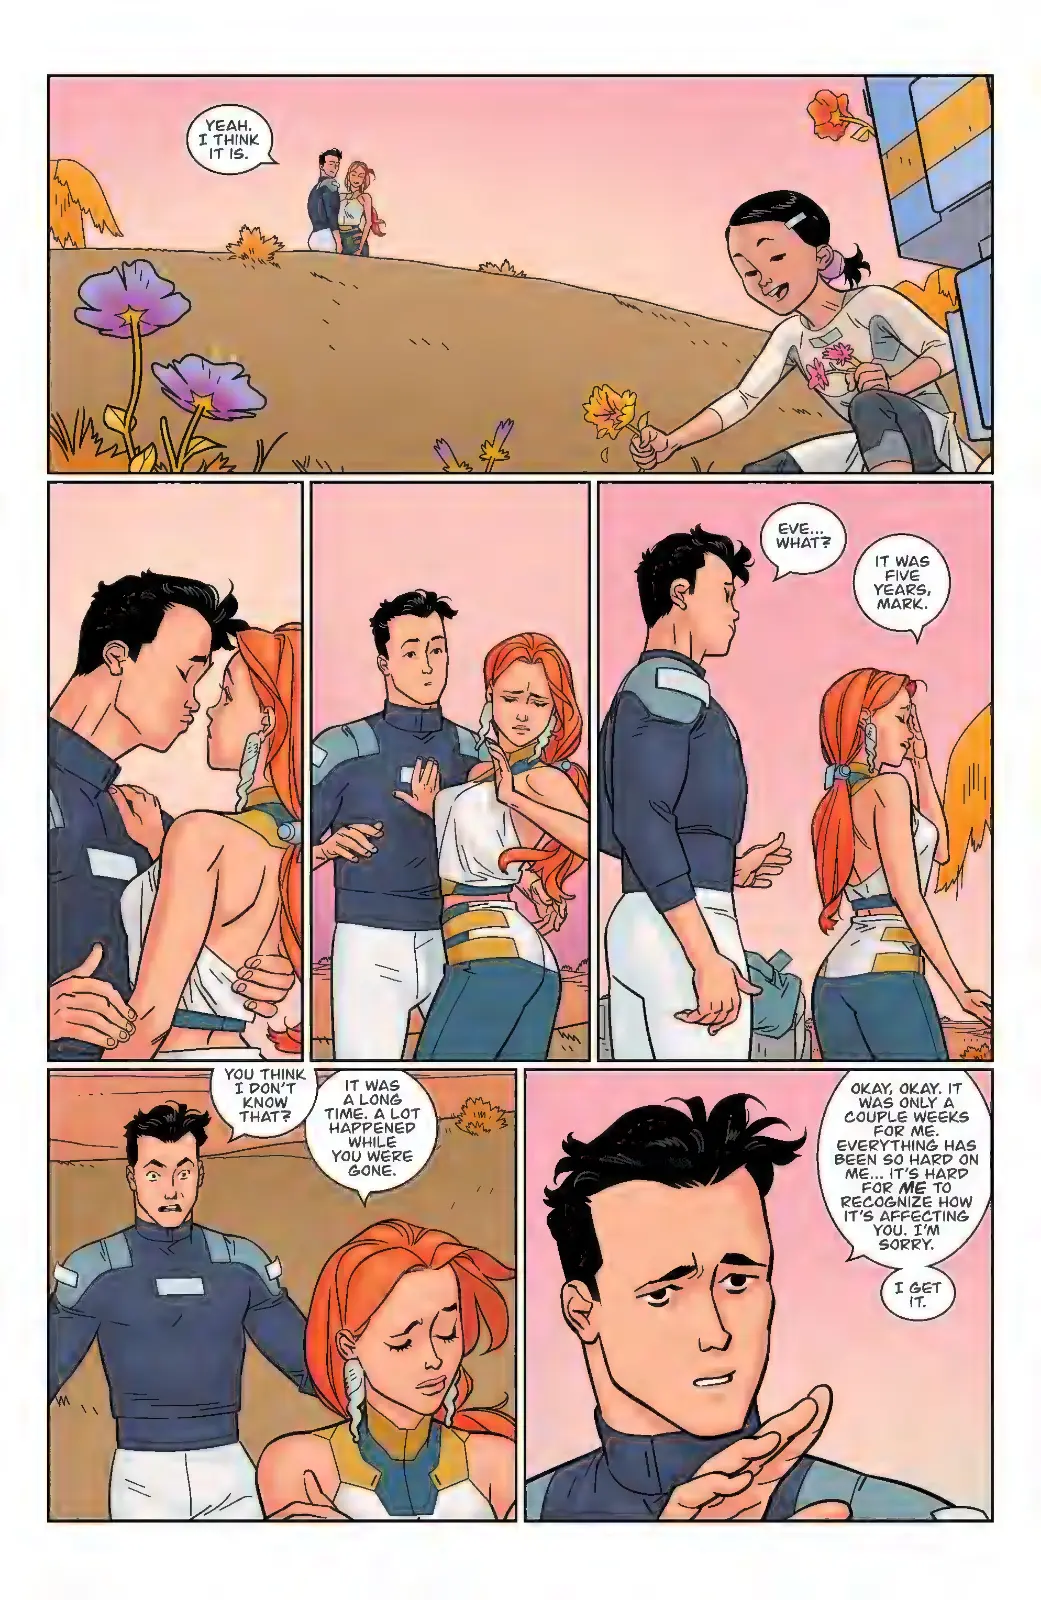 YEAH.
I THINK
IT IS.
EVE...
WHAT?
IT WAS
FIVE
YEARS,
MARK.
YOU THINK
I DON'T
KNOW
THAT?
IT WAS
A LONG
TIME. A LOT
HAPPENED
WHILE
YOU WERE
GONE.
OKAY, OKAY. IT
WAS ONLY A
COUPLE WEEKS
FOR ME.
EVERYTHING HAS
BEEN SO HARD ON
ME... IT'S HARD
FOR ME TO
RECOGNIZE HOW
IT'S AFFECTING
YOU. I'M
SORRY.
I GET
IT.